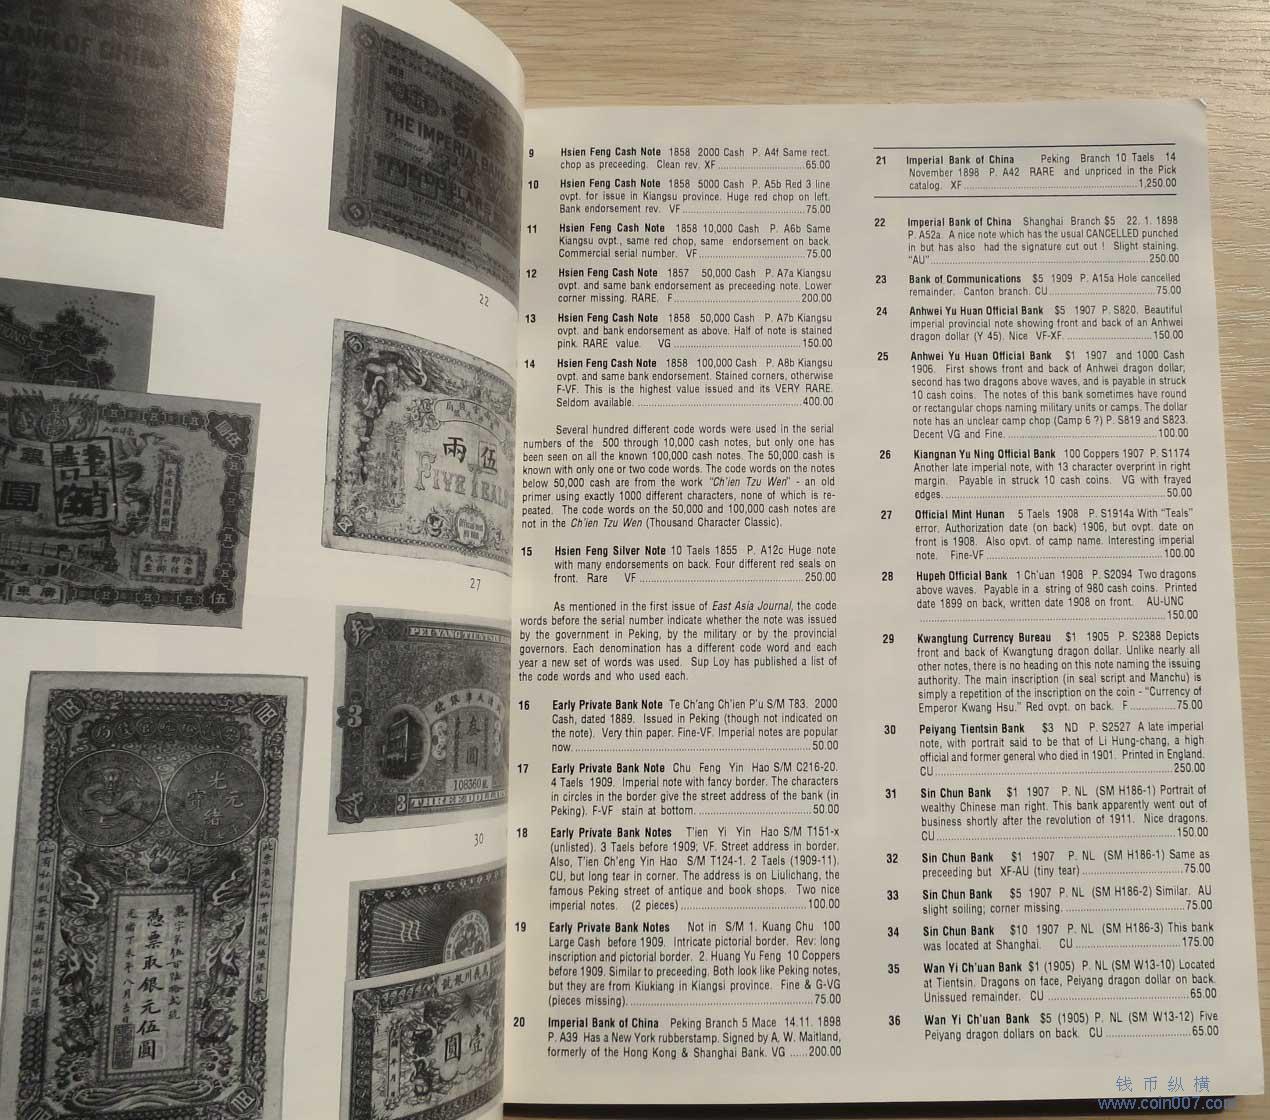 BANK OF CHINA
THE IMPERIAL BANK
22
伍 兩
FIVE TAELS
27
PEI YANG TIENTSIN
叁圓
108360
3 THREE DOLLARS
30
圓 壹
伍圓
廣東
伍
光緒元寶
憑票取銀元伍圓
9 Hsien Feng Cash Note 1858 2000 Cash P. A4f Same rect.
chop as preceeding. Clean rev. XF 65.00
10 Hsien Feng Cash Note 1858 5000 Cash P. A5b Red 3 line
ovpt. for issue in Kiangsu province. Huge red chop on left.
Bank endorsement rev. VF 75.00
11 Hsien Feng Cash Note 1858 10,000 Cash P. A6b Same
Kiangsu ovpt., same red chop, same endorsement on back.
Commercial serial number. VF 75.00
12 Hsien Feng Cash Note 1857 50,000 Cash P. A7a Kiangsu
ovpt. and same bank endorsement as preceeding note. Lower
corner missing. RARE. F 200.00
13 Hsien Feng Cash Note 1858 50,000 Cash P. A7b Kiangsu
ovpt. and bank endorsement as above. Half of note is stained
pink. RARE value. VG 150.00
14 Hsien Feng Cash Note 1858 100,000 Cash P. A8b Kiangsu
ovpt. and same bank endorsement. Stained corners, otherwise
F-VF. This is the highest value issued and its VERY RARE.
Seldom available. 400.00
Several hundred different code words were used in the serial
numbers of the 500 through 10,000 cash notes, but only one has
been seen on all the known 100,000 cash notes. The 50,000 cash is
known with only one or two code words. The code words on the notes
below 50,000 cash are from the work "Ch'ien Tzu Wen" - an old
primer using exactly 1000 different characters, none of which is re-
peated. The code words on the 50,000 and 100,000 cash notes are
not in the Ch'ien Tzu Wen (Thousand Character Classic).
15 Hsien Feng Silver Note 10 Taels 1855 P. A12c Huge note
with many endorsements on back. Four different red seals on
front. Rare VF 250.00
As mentioned in the first issue of East Asia Journal, the code
words before the serial number indicate whether the note was issued
by the government in Peking, by the military or by the provincial
governors. Each denomination has a different code word and each
year a new set of words was used. Sup Loy has published a list of
the code words and who used each.
16 Early Private Bank Note Te Ch'ang Ch'ien P'u S/M T83. 2000
Cash, dated 1889. Issued in Peking (though not indicated on
the note). Very thin paper. Fine-VF. Imperial notes are popular
now. 50.00
17 Early Private Bank Note Chu Feng Yin Hao S/M C216-20.
4 Taels 1909. Imperial note with fancy border. The characters
in circles in the border give the street address of the bank (in
Peking). F-VF stain at bottom. 50.00
18 Early Private Bank Notes T'ien Yi Yin Hao S/M T151-x
(unlisted). 3 Taels before 1909; VF. Street address in border.
Also, T'ien Ch'eng Yin Hao S/M T124-1. 2 Taels (1909-11).
CU, but long tear in corner. The address is on Liulichang, the
famous Peking street of antique and book shops. Two nice
imperial notes. (2 pieces) 100.00
19 Early Private Bank Notes Not in S/M 1. Kuang Chu 100
Large Cash before 1909. Intricate pictorial border. Rev: long
inscription and pictorial border. 2. Huang Yu Feng 10 Coppers
before 1909. Similar to preceeding. Both look like Peking notes,
but they are from Kiukiang in Kiangsi province. Fine & G-VG
(pieces missing). 75.00
20 Imperial Bank of China Peking Branch 5 Mace 14.11. 1898
P. A39 Has a New York rubberstamp. Signed by A. W. Maitland,
formerly of the Hong Kong & Shanghai Bank. VG 200.00
21 Imperial Bank of China Peking Branch 10 Taels 14
November 1898 P. A42 RARE and unpriced in the Pick
catalog. XF 1,250.00
22 Imperial Bank of China Shanghai Branch $5 22. 1. 1898
P. A52a. A nice note which has the usual CANCELLED punched
in but has also had the signature cut out ! Slight staining.
"AU" 250.00
23 Bank of Communications $5 1909 P. A15a Hole cancelled
remainder. Canton branch. CU 75.00
24 Anhwei Yu Huan Official Bank $5 1907 P. S820. Beautiful
imperial provincial note showing front and back of an Anhwei
dragon dollar (Y 45). Nice VF-XF. 150.00
25 Anhwei Yu Huan Official Bank $1 1907 and 1000 Cash
1906. First shows front and back of Anhwei dragon dollar;
second has two dragons above waves, and is payable in struck
10 cash coins. The notes of this bank sometimes have round
or rectangular chops naming military units or camps. The dollar
note has an unclear camp chop (Camp 6 ?) P. S819 and S823.
Decent VG and Fine. 100.00
26 Kiangnan Yu Ning Official Bank 100 Coppers 1907 P. S1174
Another late imperial note, with 13 character overprint in right
margin. Payable in struck 10 cash coins. VG with frayed
edges. 50.00
27 Official Mint Hunan 5 Taels 1908 P. S1914a With "Teals"
error. Authorization date (on back) 1906, but ovpt. date on
front is 1908. Also opvt. of camp name. Interesting imperial
note. Fine-VF 100.00
28 Hupeh Official Bank 1 Ch'uan 1908 P. S2094 Two dragons
above waves. Payable in a string of 980 cash coins. Printed
date 1899 on back, written date 1908 on front. AU-UNC
150.00
29 Kwangtung Currency Bureau $1 1905 P. S2388 Depicts
front and back of Kwangtung dragon dollar. Unlike nearly all
other notes, there is no heading on this note naming the issuing
authority. The main inscription (in seal script and Manchu) is
simply a repetition of the inscription on the coin - "Currency of
Emperor Kwang Hsu." Red ovpt. on back. F 75.00
30 Peiyang Tientsin Bank $3 ND P. S2527 A late imperial
note, with portrait said to be that of Li Hung-chang, a high
official and former general who died in 1901. Printed in England.
CU 250.00
31 Sin Chun Bank $1 1907 P. NL (SM H186-1) Portrait of
wealthy Chinese man right. This bank apparently went out of
business shortly after the revolution of 1911. Nice dragons.
CU 150.00
32 Sin Chun Bank $1 1907 P. NL (SM H186-1) Same as
preceeding but XF-AU (tiny tear) 75.00
33 Sin Chun Bank $5 1907 P. NL (SM H186-2) Similar. AU
slight soiling; corner missing. 75.00
34 Sin Chun Bank $10 1907 P. NL (SM H186-3) This bank
was located at Shanghai. CU 175.00
35 Wan Yi Ch'uan Bank $1 (1905) P. NL (SM W13-10) Located
at Tientsin. Dragons on face, Peiyang dragon dollar on back.
Unissued remainder. CU 65.00
36 Wan Yi Ch'uan Bank $5 (1905) P. NL (SM W13-12) Five
Peiyang dragon dollars on back. CU 65.00
钱币纵横
www.coin007.com